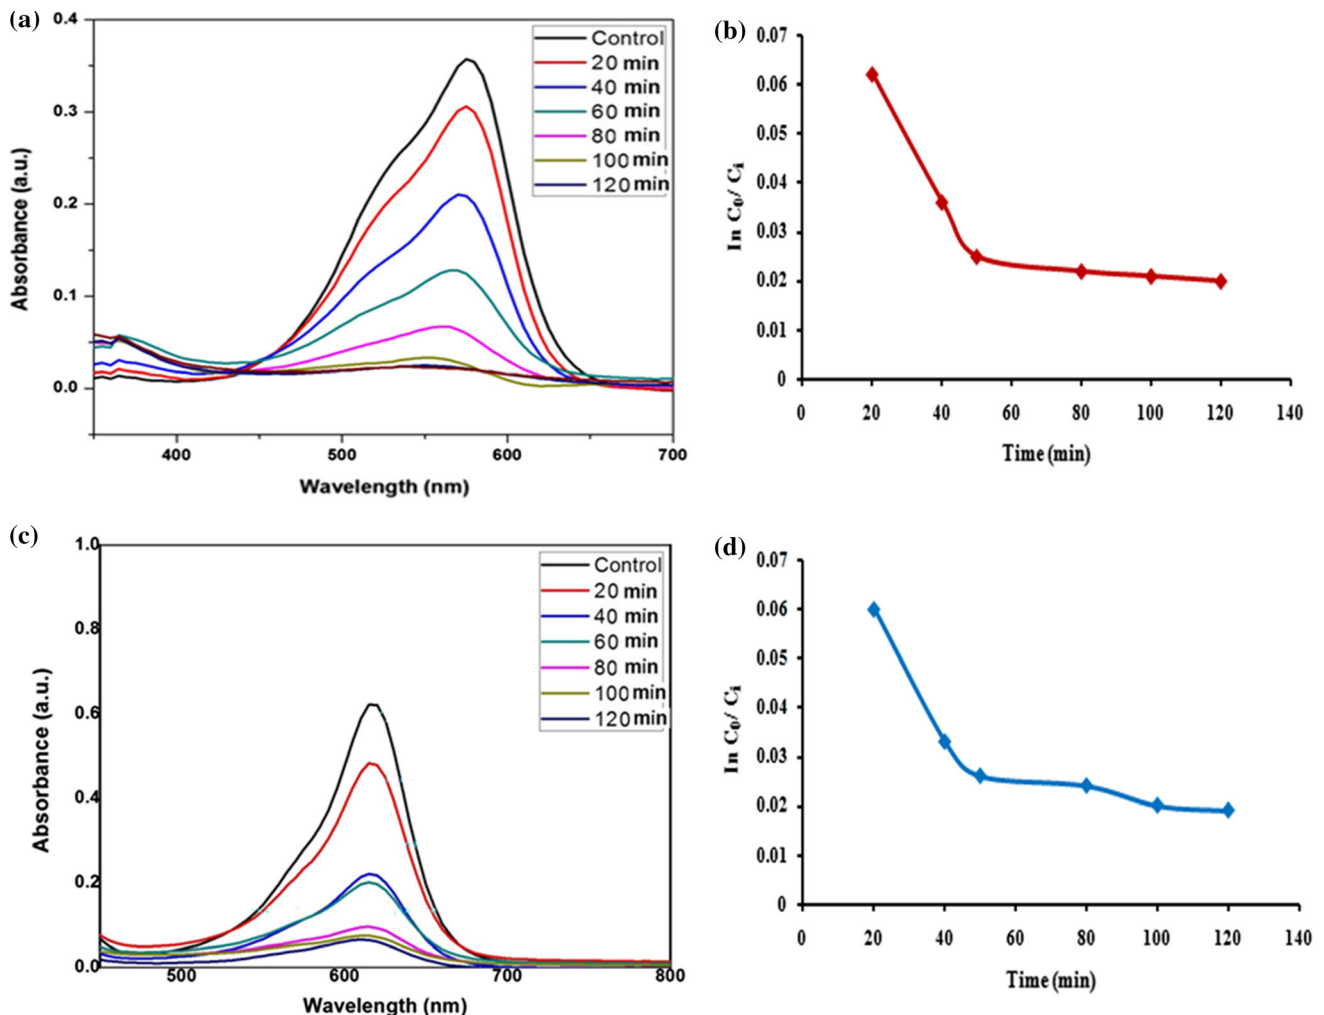 (a)
0.4
0.3
0.2
0.1
0.0
Absorbance (a.u.)
400 500 600 700
Wavelength (nm)
Control
20 min
40 min
60 min
80 min
100 min
120 min
(b)
0.07
0.06
0.05
0.04
0.03
0.02
0.01
0
In C0/ Ci
0 20 40 60 80 100 120 140
Time (min)
(c)
1.0
0.8
0.6
0.4
0.2
0.0
Absorbance (a.u.)
500 600 700 800
Wavelength (nm)
Control
20 min
40 min
60 min
80 min
100 min
120 min
(d)
0.07
0.06
0.05
0.04
0.03
0.02
0.01
0
In C0/ Ci
0 20 40 60 80 100 120 140
Time (min)